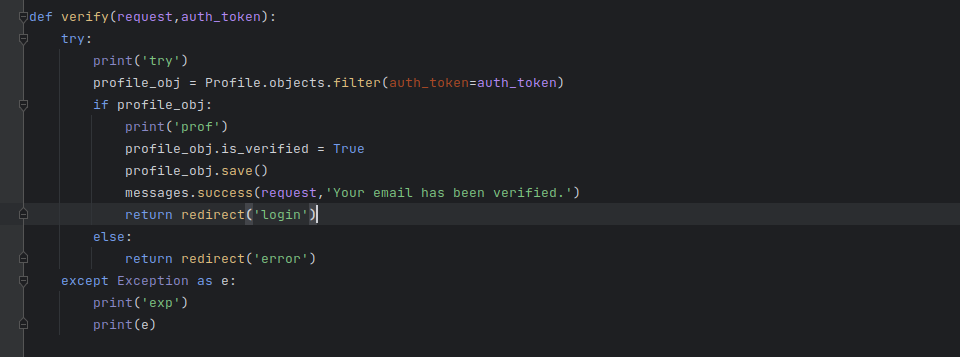 def verify(request,auth_token):
    try:
        print('try')
        profile_obj = Profile.objects.filter(auth_token=auth_token)
        if profile_obj:
            print('prof')
            profile_obj.is_verified = True
            profile_obj.save()
            messages.success(request,'Your email has been verified.')
            return redirect('login')
        else:
            return redirect('error')
    except Exception as e:
        print('exp')
        print(e)